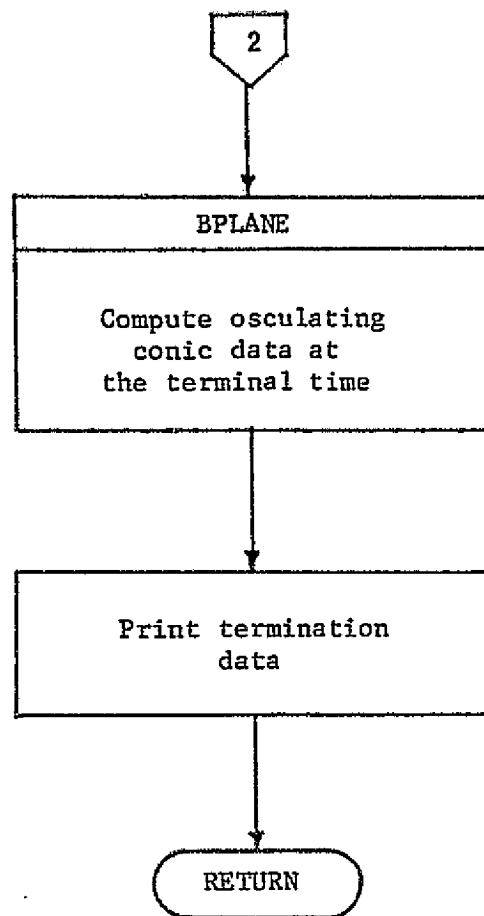 2
BPLANE
Compute osculating
conic data at
the terminal time
Print termination
data
RETURN